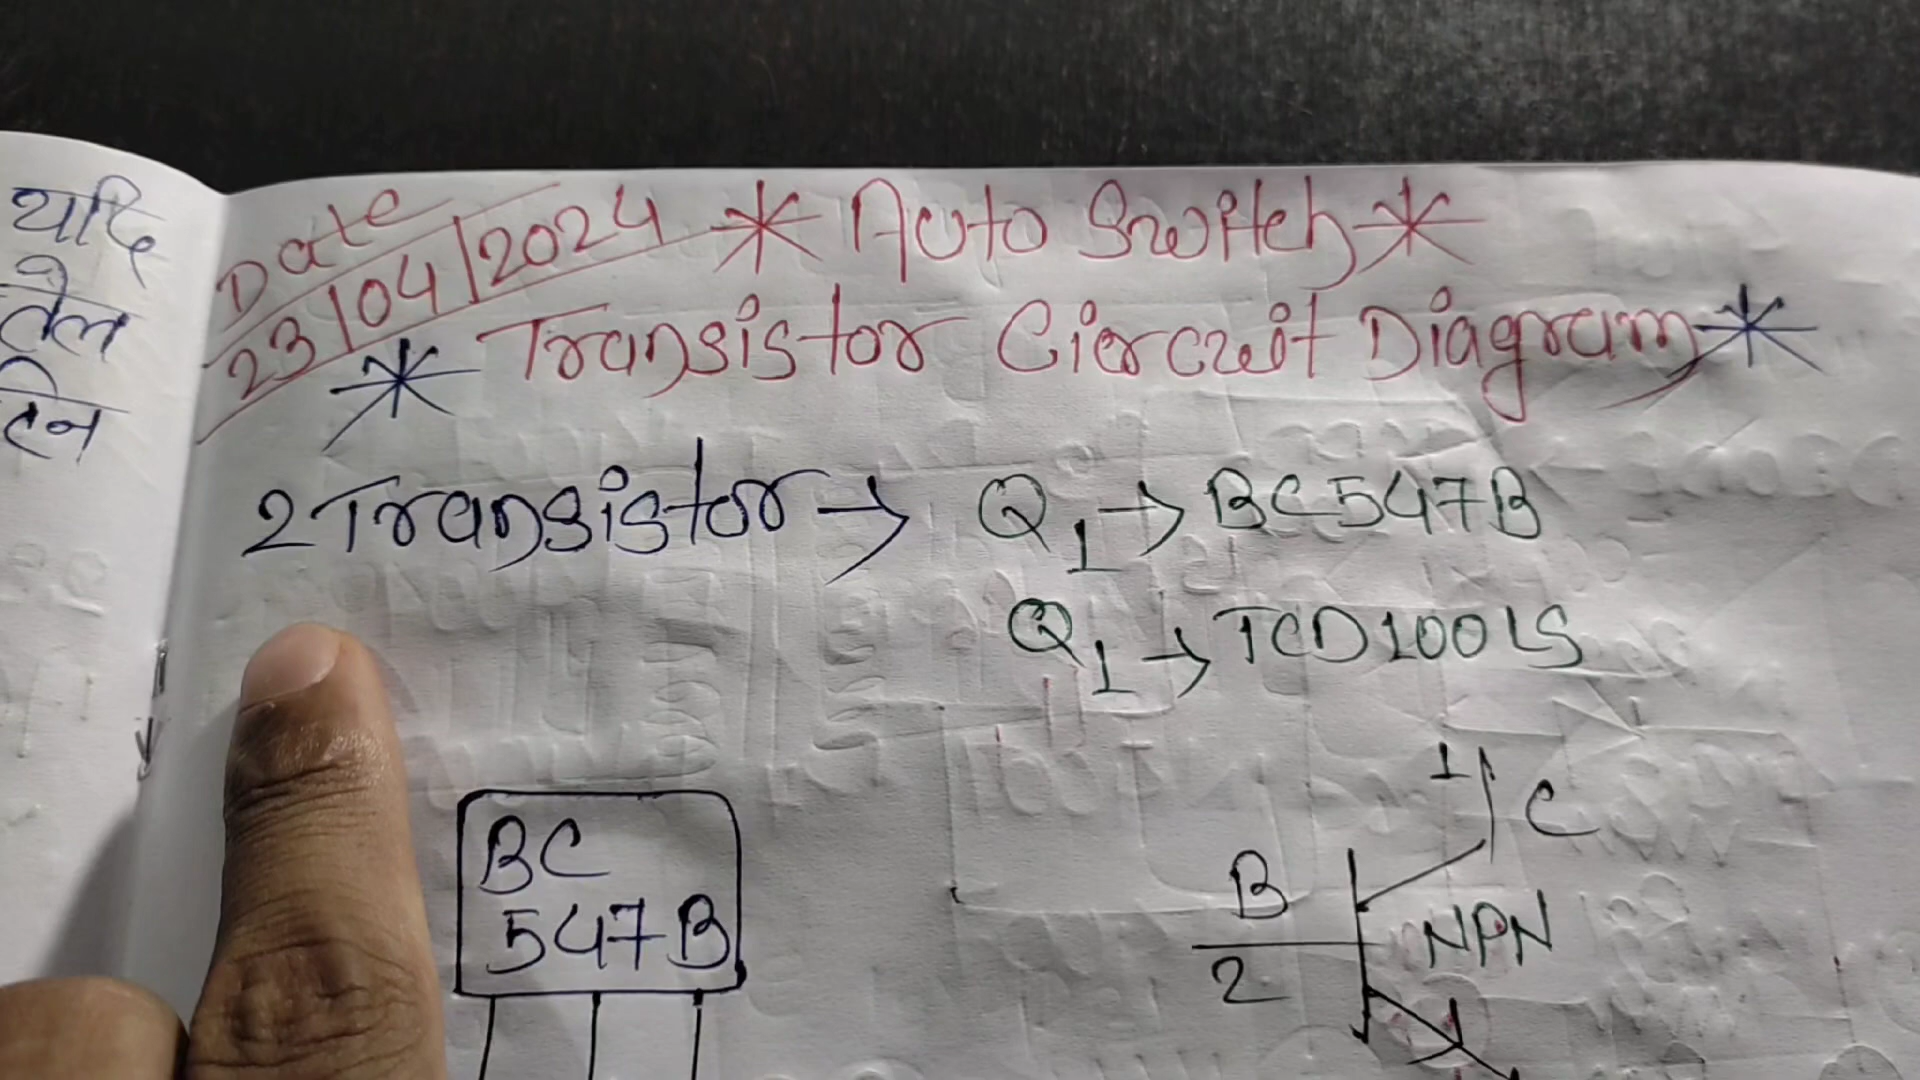 यदि
तेल
टिन
Date
23/04/2024
* Auto Switch *
* Transistor Ciercuit Diagram *
2 Transistor → Q1 → BC547B
Q1 → TCD100LS
BC
547B
1 C
B
NPN
2